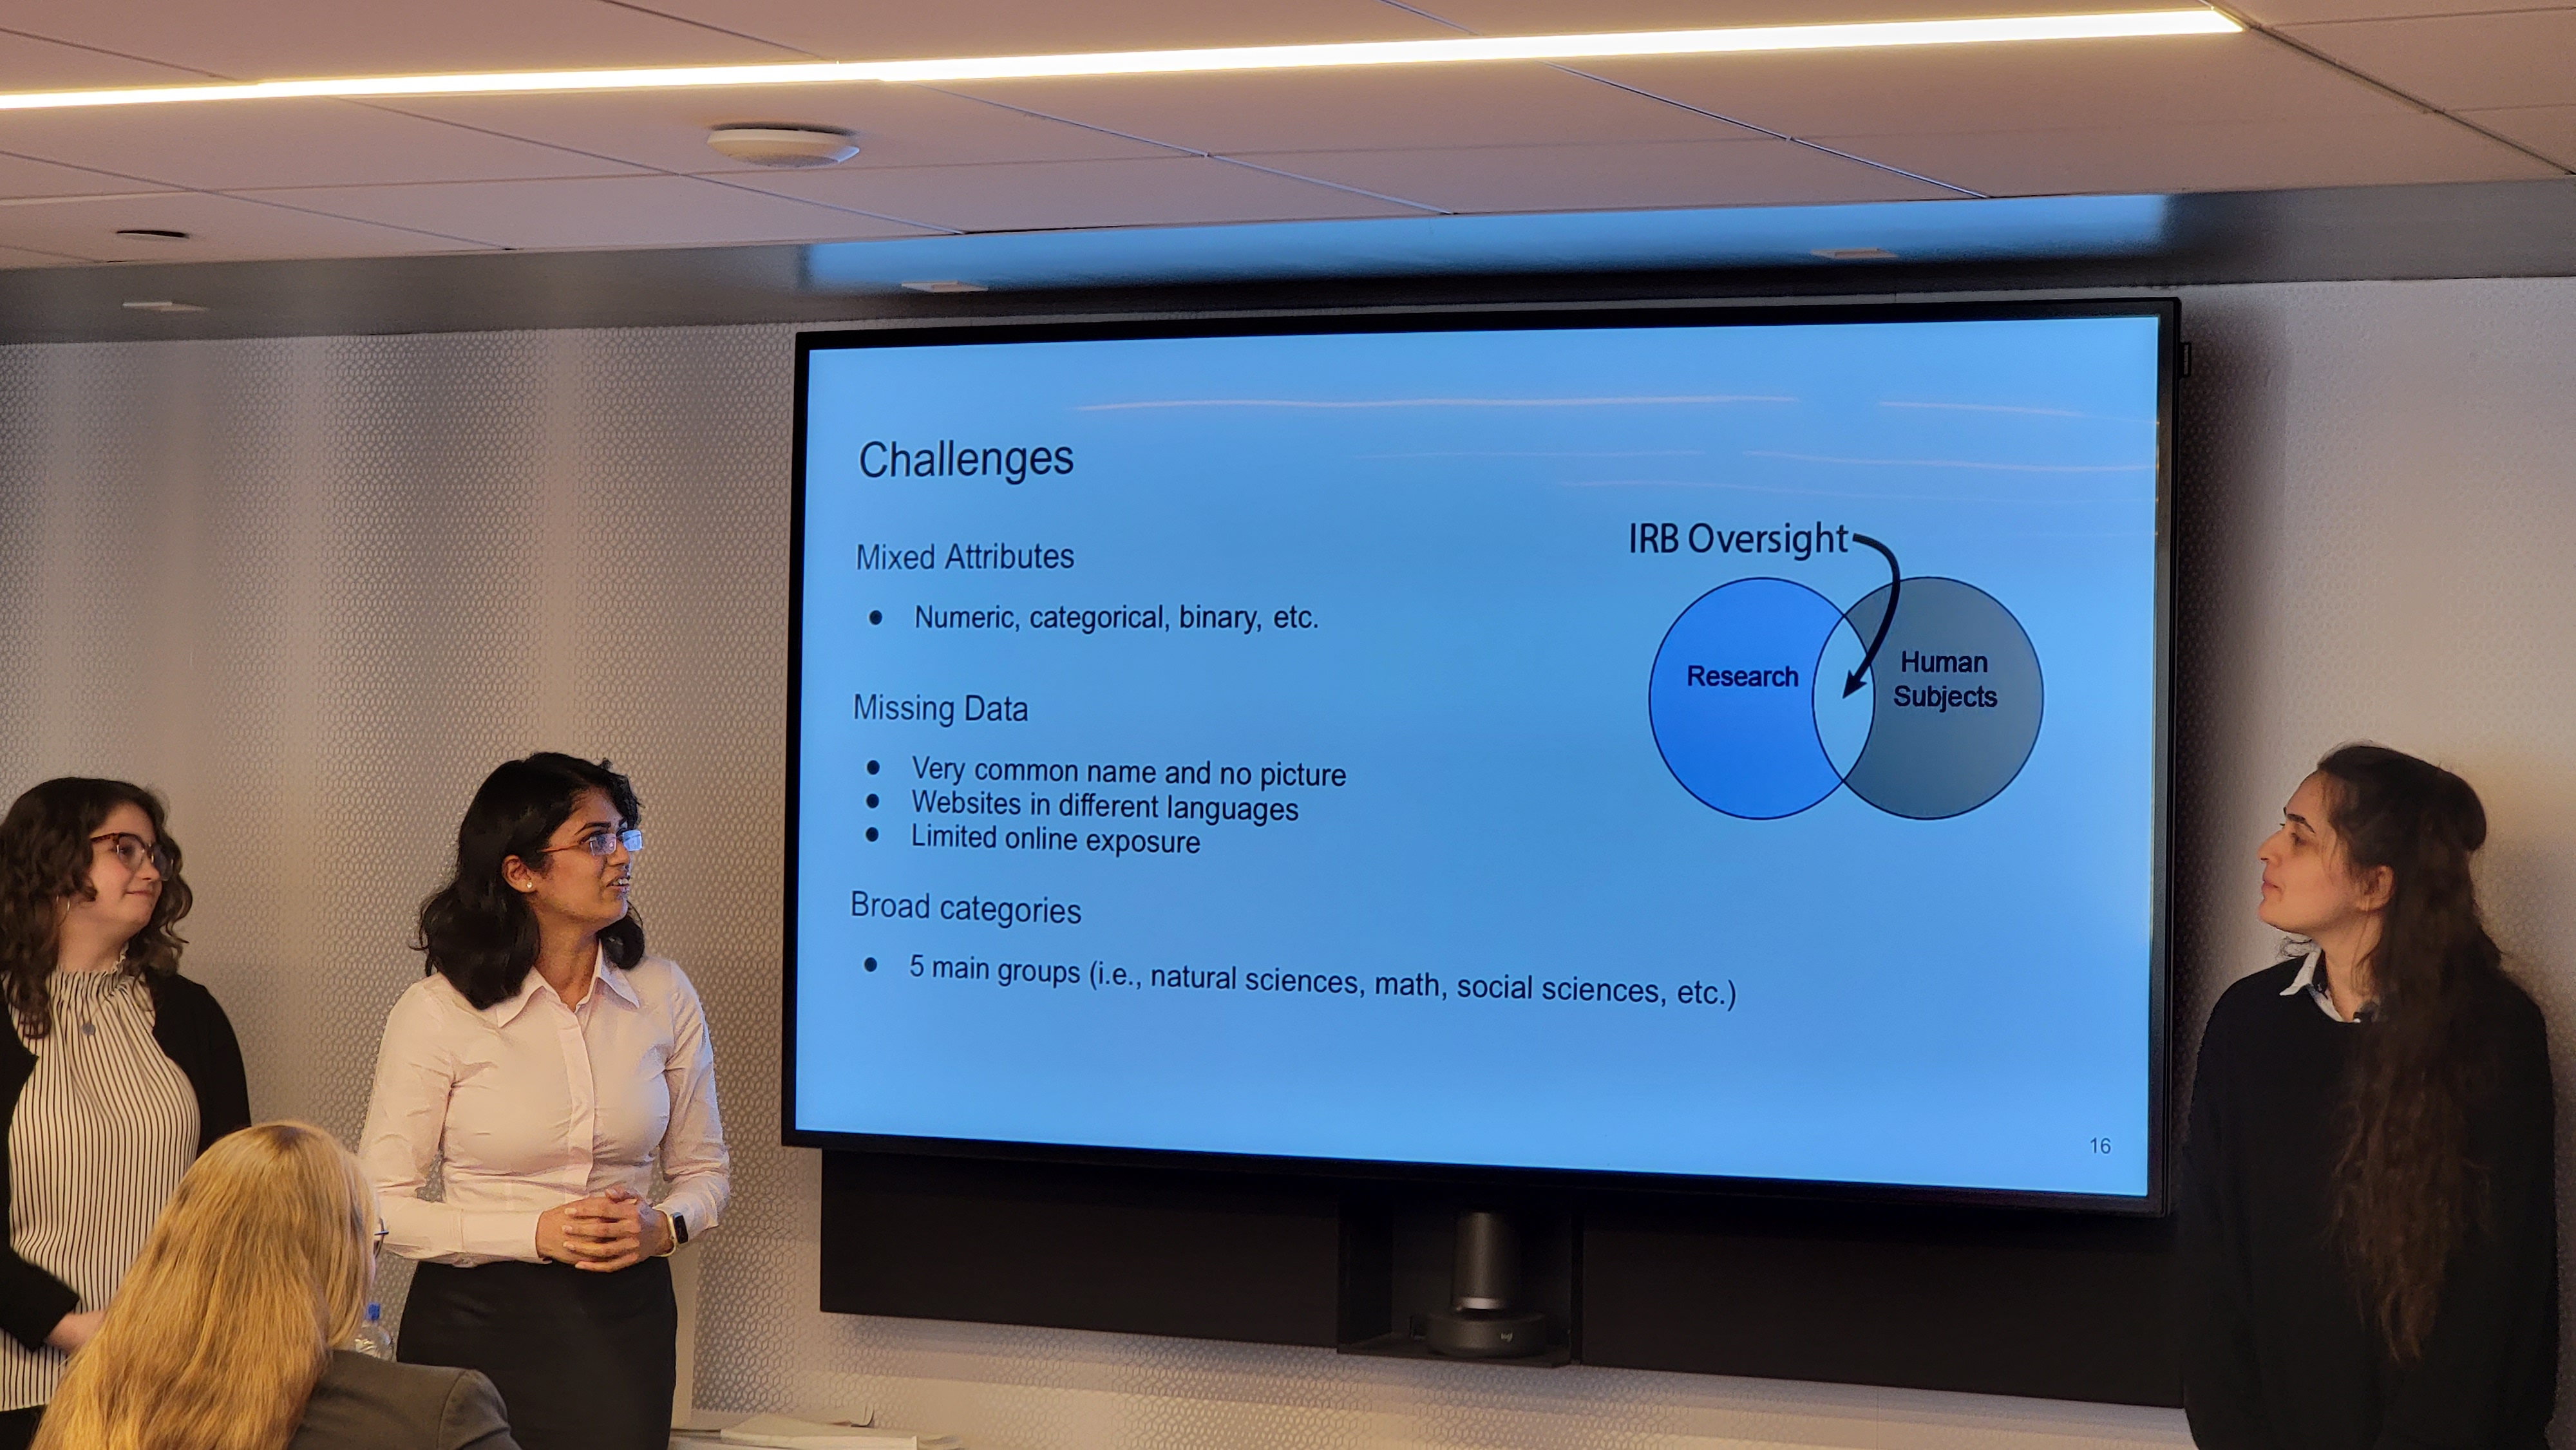 Challenges
Mixed Attributes
● Numeric, categorical, binary, etc.
Missing Data
● Very common name and no picture
● Websites in different languages
● Limited online exposure
Broad categories
● 5 main groups (i.e., natural sciences, math, social sciences, etc.)
IRB Oversight
Research
Human
Subjects
16
logi